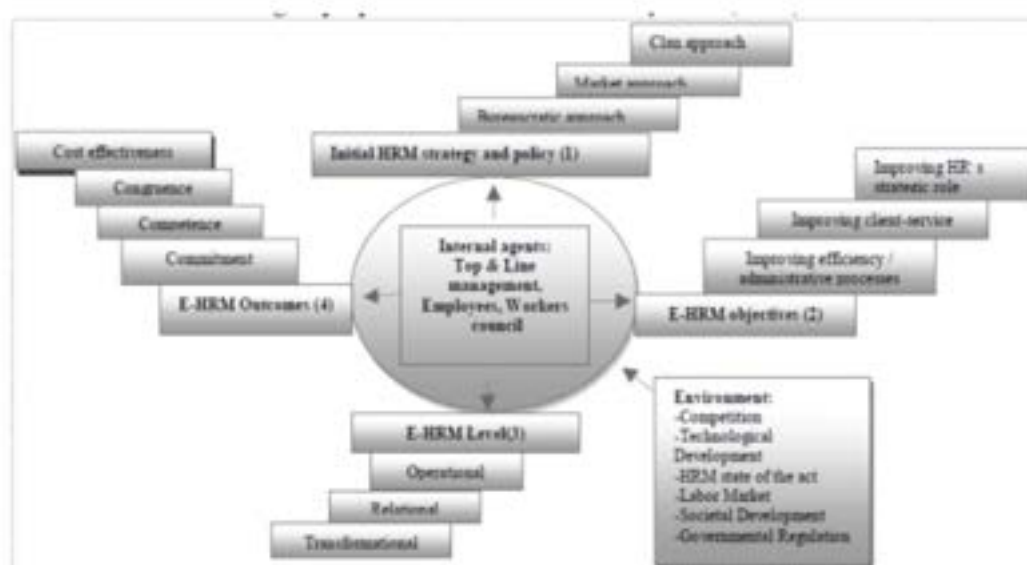 Clan approach
Market approach
Bureaucratic approach
Initial HRM strategy and policy (1)
Cost effectiveness
Congruence
Competence
Commitment
E-HRM Outcomes (4)
Internal agents:
Top & Line
management,
Employees, Workers
council
Improving HR's
strategic role
Improving client-service
Improving efficiency /
administrative processes
E-HRM objectives (2)
E-HRM Level(3)
Operational
Relational
Transformational
Environment:
-Competition
-Technological
Development
-HRM state of the act
-Labor Market
-Societal Development
-Governmental Regulation